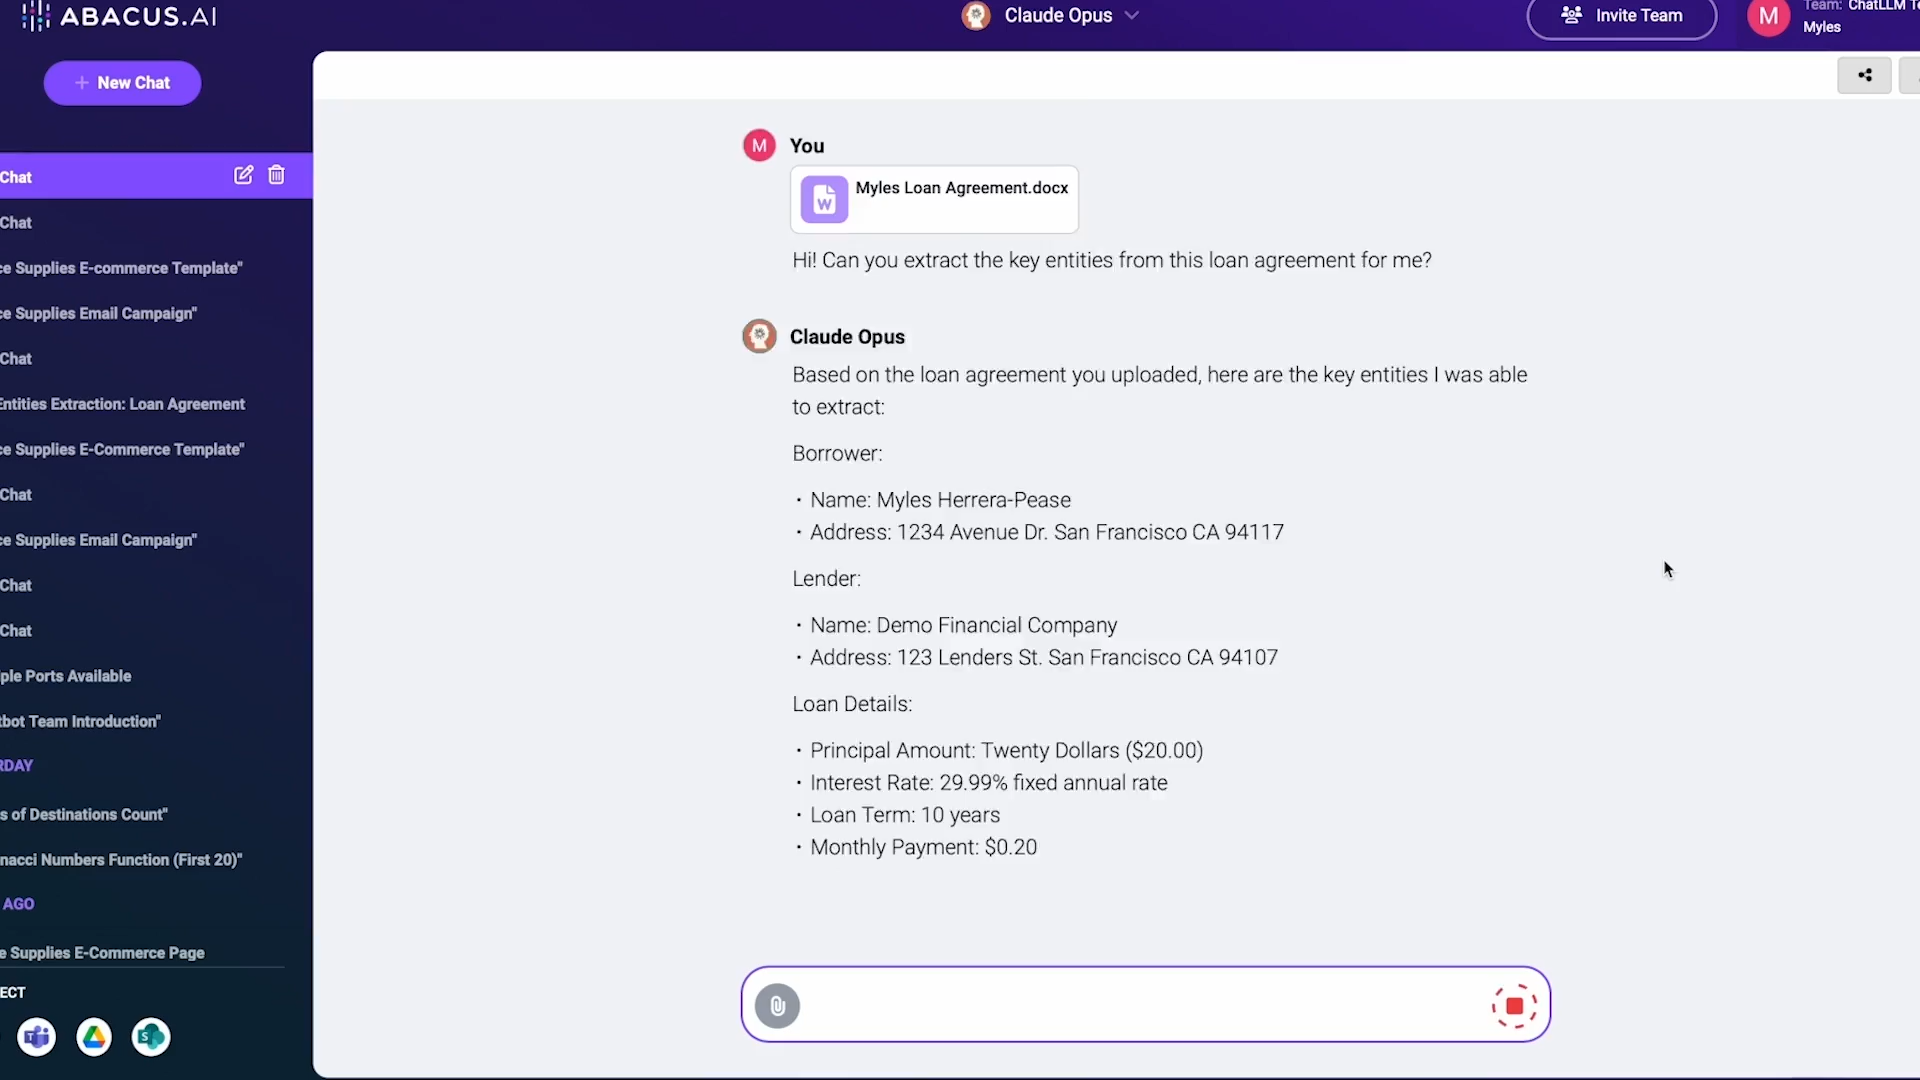 ABACUS.AI
Claude Opus
Invite Team
M
Team: ChatLLM
Myles
New Chat
Chat
Chat
ce Supplies E-commerce Template"
ce Supplies Email Campaign"
Chat
Entities Extraction: Loan Agreement
ce Supplies E-Commerce Template"
Chat
ce Supplies Email Campaign"
Chat
Chat
iple Ports Available
tbot Team Introduction"
RDAY
s of Destinations Count"
nacci Numbers Function (First 20)"
AGO
e Supplies E-Commerce Page
ECT
M You
W
Myles Loan Agreement.docx
Hi! Can you extract the key entities from this loan agreement for me?
Claude Opus
Based on the loan agreement you uploaded, here are the key entities I was able
to extract:
Borrower:
• Name: Myles Herrera-Pease
• Address: 1234 Avenue Dr. San Francisco CA 94117
Lender:
• Name: Demo Financial Company
• Address: 123 Lenders St. San Francisco CA 94107
Loan Details:
• Principal Amount: Twenty Dollars ($20.00)
• Interest Rate: 29.99% fixed annual rate
• Loan Term: 10 years
• Monthly Payment: $0.20